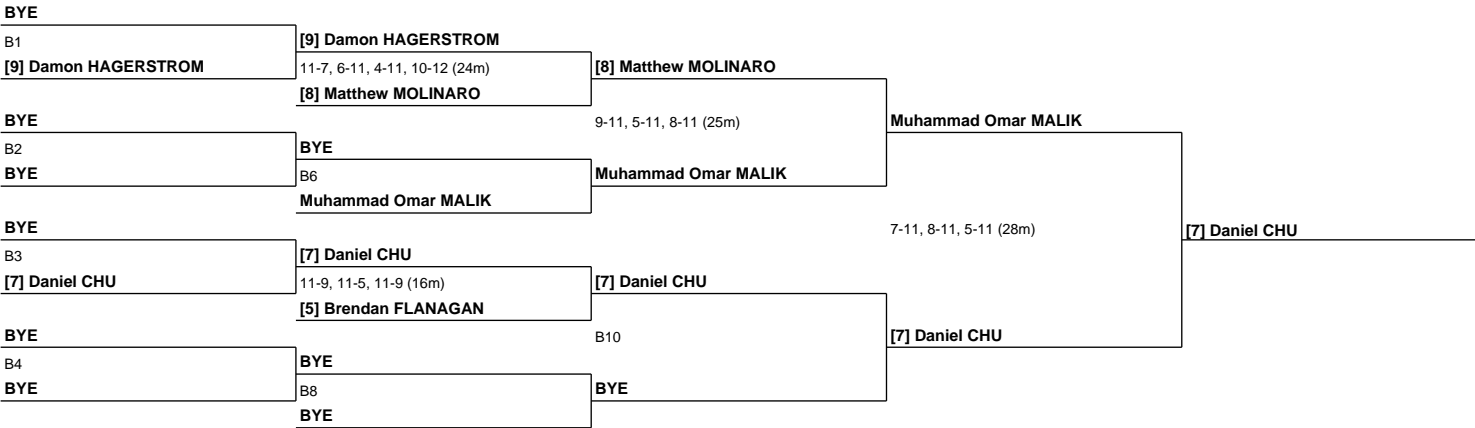 BYE
B1
[9] Damon HAGERSTROM
BYE
B2
BYE
BYE
B3
[7] Daniel CHU
BYE
B4
BYE
[9] Damon HAGERSTROM
11-7, 6-11, 4-11, 10-12 (24m)
[8] Matthew MOLINARO
BYE
B6
Muhammad Omar MALIK
[7] Daniel CHU
11-9, 11-5, 11-9 (16m)
[5] Brendan FLANAGAN
BYE
B8
BYE
[8] Matthew MOLINARO
9-11, 5-11, 8-11 (25m)
Muhammad Omar MALIK
[7] Daniel CHU
B10
BYE
Muhammad Omar MALIK
7-11, 8-11, 5-11 (28m)
[7] Daniel CHU
[7] Daniel CHU